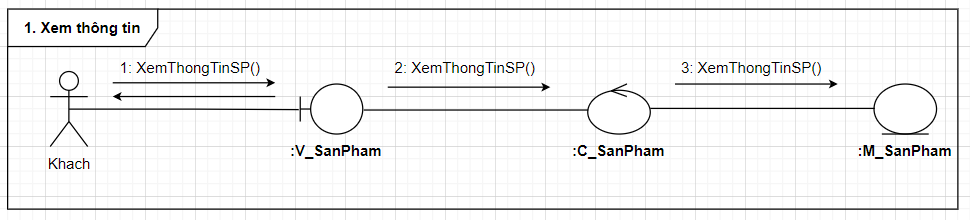 1. Xem thông tin
1: XemThongTinSP()
2: XemThongTinSP()
3: XemThongTinSP()
Khach
:V_SanPham
:C_SanPham
:M_SanPham